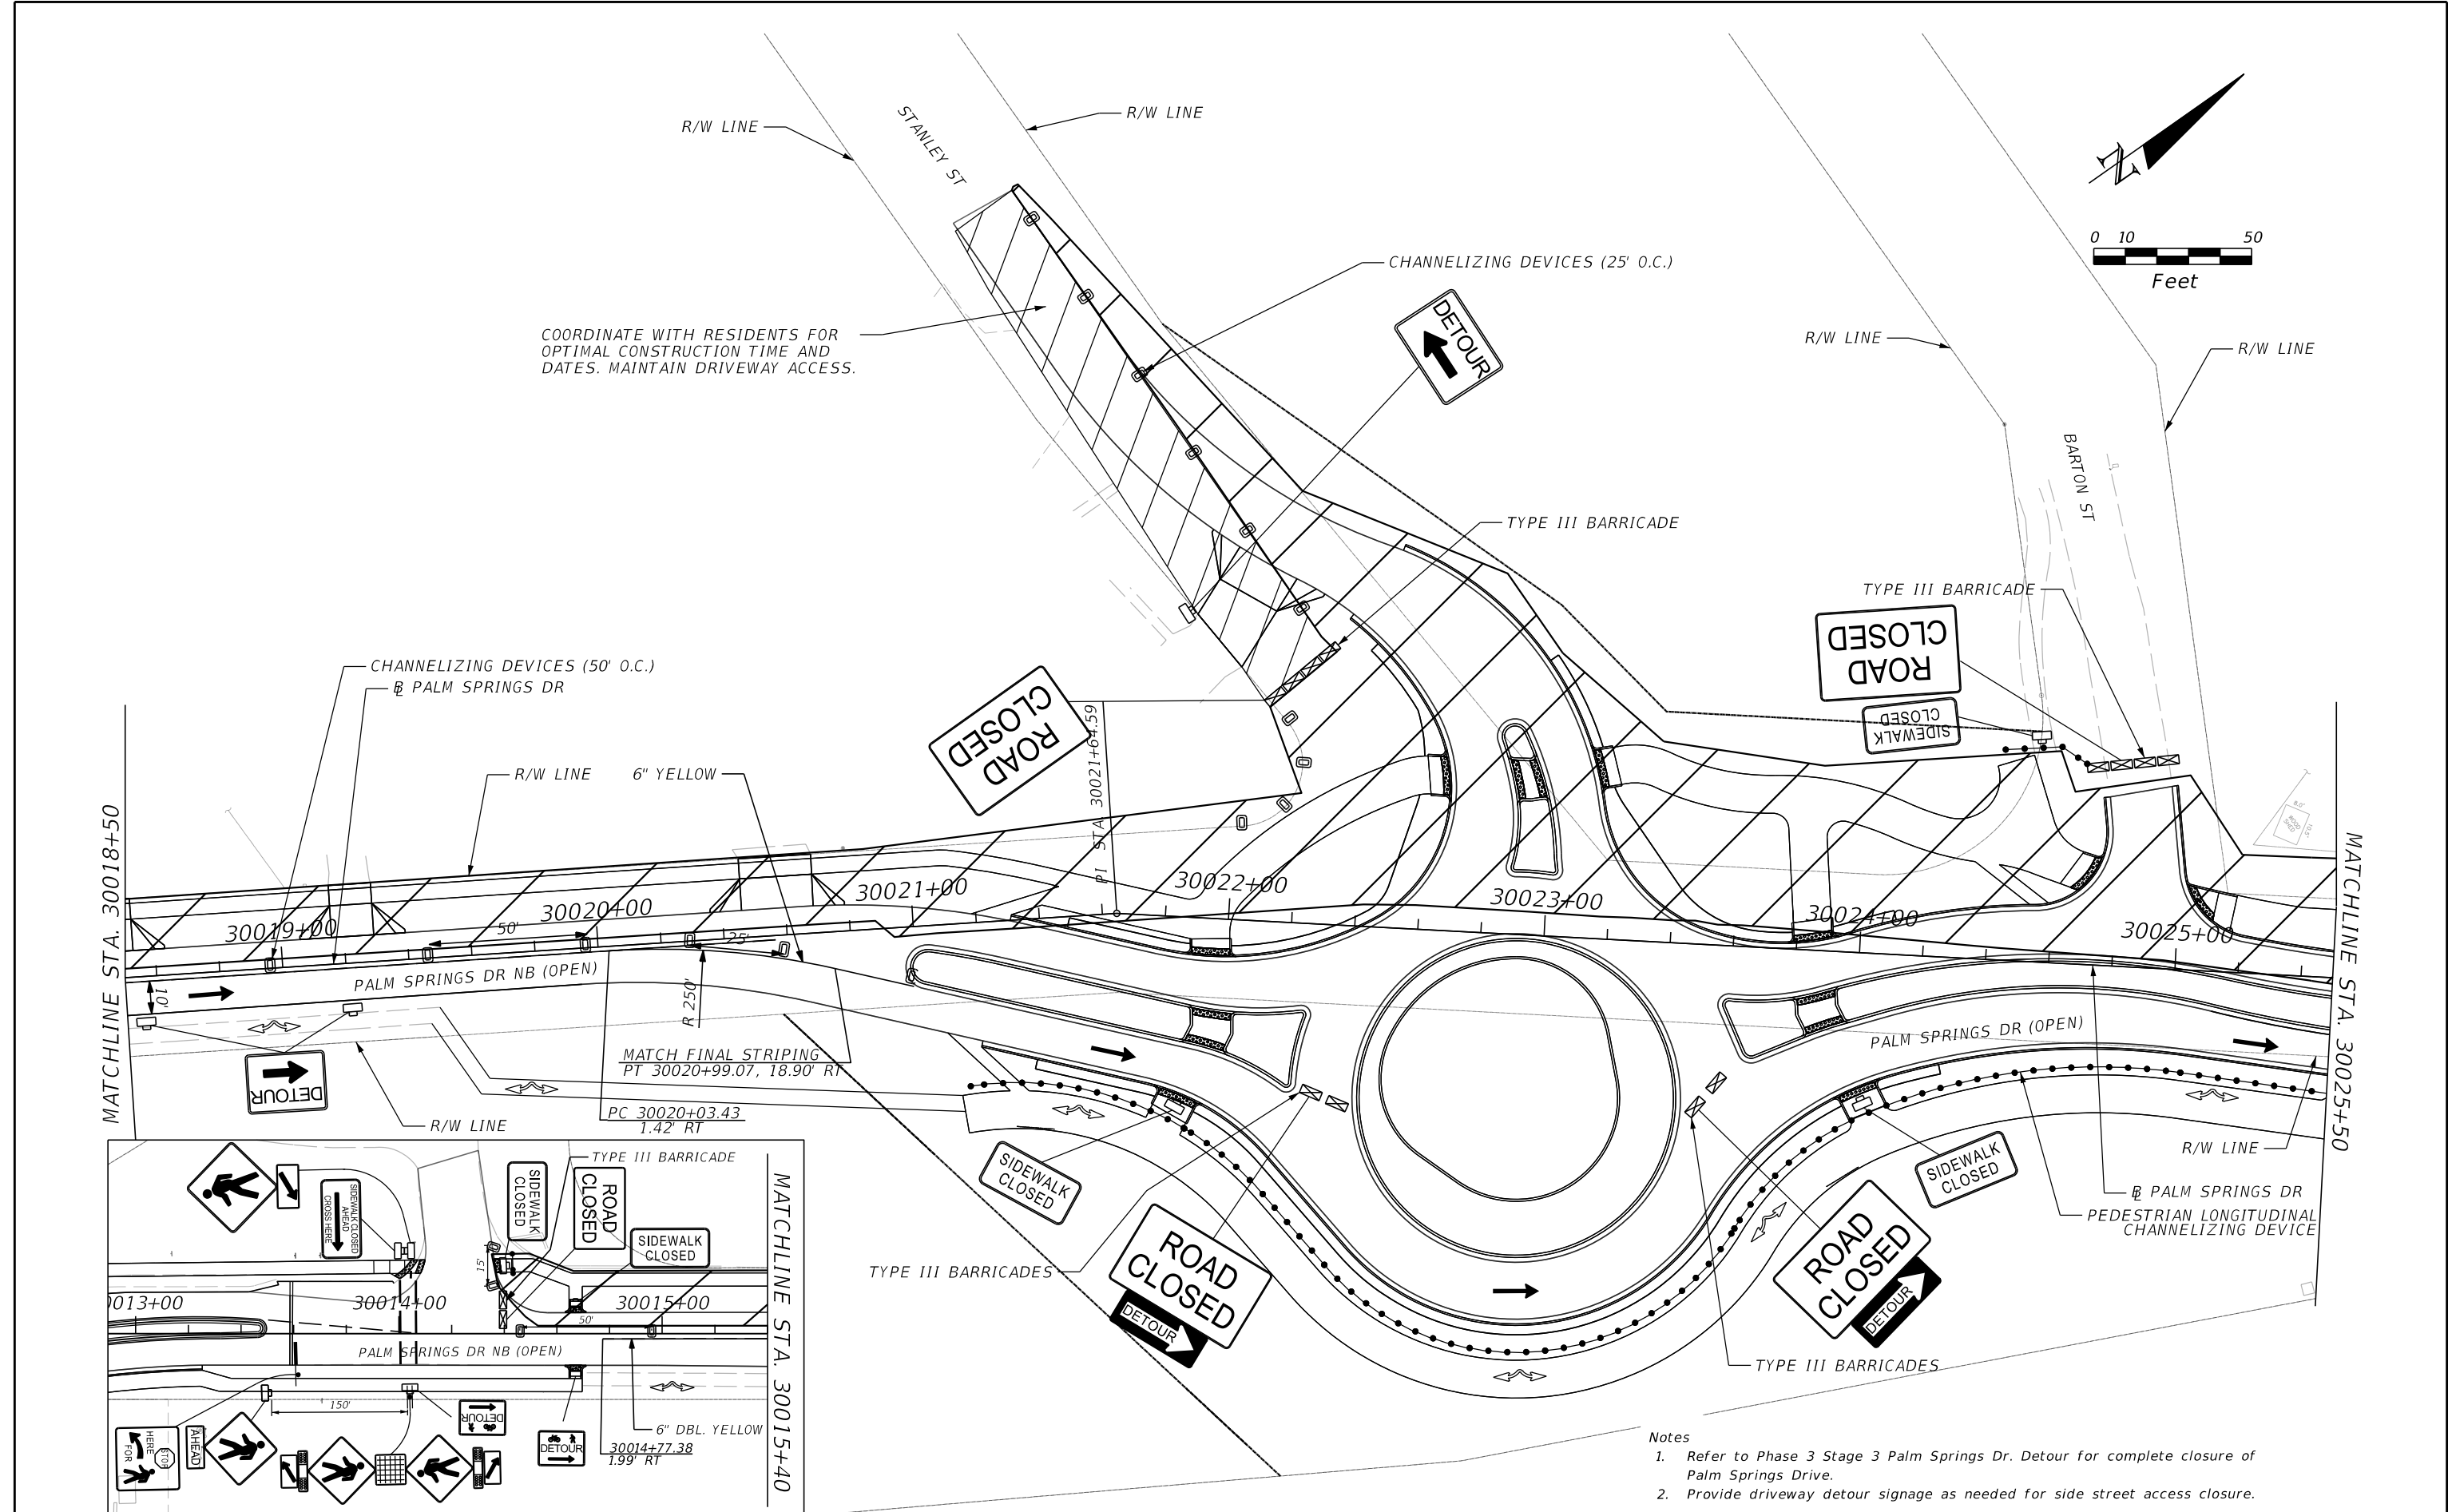 R/W LINE
STANLEY ST
R/W LINE
N
0 10 50
Feet
CHANNELIZING DEVICES (25' O.C.)
DETOUR
COORDINATE WITH RESIDENTS FOR
OPTIMAL CONSTRUCTION TIME AND
DATES. MAINTAIN DRIVEWAY ACCESS.
R/W LINE
R/W LINE
BARTON ST
TYPE III BARRICADE
TYPE III BARRICADE
ROAD
CLOSED
SIDEWALK
CLOSED
CHANNELIZING DEVICES (50' O.C.)
BL PALM SPRINGS DR
ROAD
CLOSED
R/W LINE
6" YELLOW
PI STA. 30021+64.59
MATCHLINE STA. 30018+50
MATCHLINE STA. 30025+50
WOOD
SHED
30019+00
30020+00
30021+00
30022+00
30023+00
30024+00
30025+00
50'
25'
10'
PALM SPRINGS DR NB (OPEN)
R 250'
DETOUR
MATCH FINAL STRIPING
PT 30020+99.07, 18.90' RT
PC 30020+03.43
1.42' RT
R/W LINE
PALM SPRINGS DR (OPEN)
SIDEWALK
CLOSED
SIDEWALK
CLOSED
R/W LINE
BL PALM SPRINGS DR
PEDESTRIAN LONGITUDINAL
CHANNELIZING DEVICE
TYPE III BARRICADES
ROAD
CLOSED
DETOUR
ROAD
CLOSED
DETOUR
TYPE III BARRICADES
TYPE III BARRICADE
SIDEWALK CLOSED
AHEAD
CROSS HERE
SIDEWALK
CLOSED
ROAD
CLOSED
SIDEWALK
CLOSED
15'
0013+00
30014+00
30015+00
50'
PALM SPRINGS DR NB (OPEN)
150'
DETOUR
6" DBL. YELLOW
DETOUR
30014+77.38
1.99' RT
HERE
FOR
STOP
AHEAD
MATCHLINE STA. 30015+40
Notes
1. Refer to Phase 3 Stage 3 Palm Springs Dr. Detour for complete closure of
Palm Springs Drive.
2. Provide driveway detour signage as needed for side street access closure.